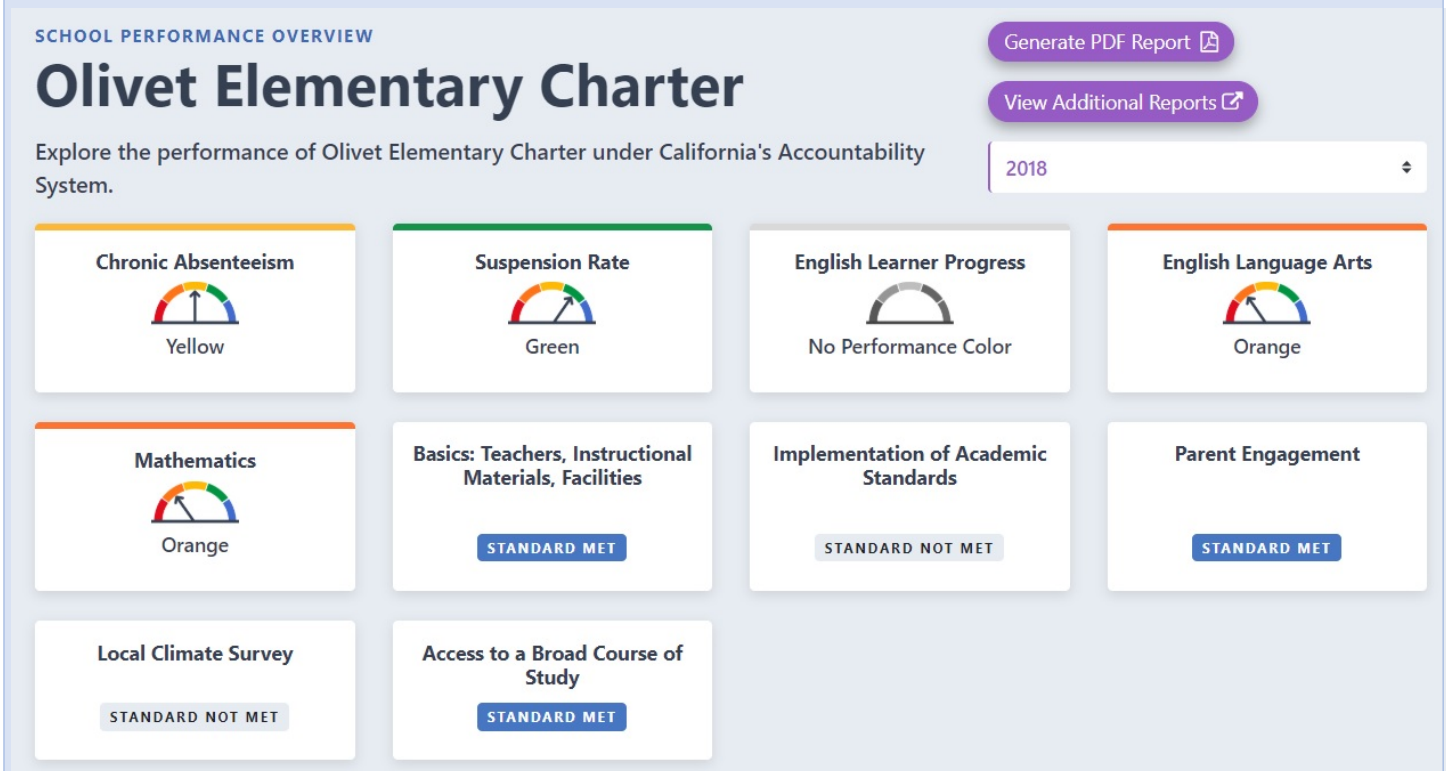 SCHOOL PERFORMANCE OVERVIEW
Olivet Elementary Charter
Explore the performance of Olivet Elementary Charter under California's Accountability
System.
Generate PDF Report
View Additional Reports
2018
Chronic Absenteeism
Yellow
Suspension Rate
Green
English Learner Progress
No Performance Color
English Language Arts
Orange
Mathematics
Orange
Basics: Teachers, Instructional
Materials, Facilities
STANDARD MET
Implementation of Academic
Standards
STANDARD NOT MET
Parent Engagement
STANDARD MET
Local Climate Survey
STANDARD NOT MET
Access to a Broad Course of
Study
STANDARD MET